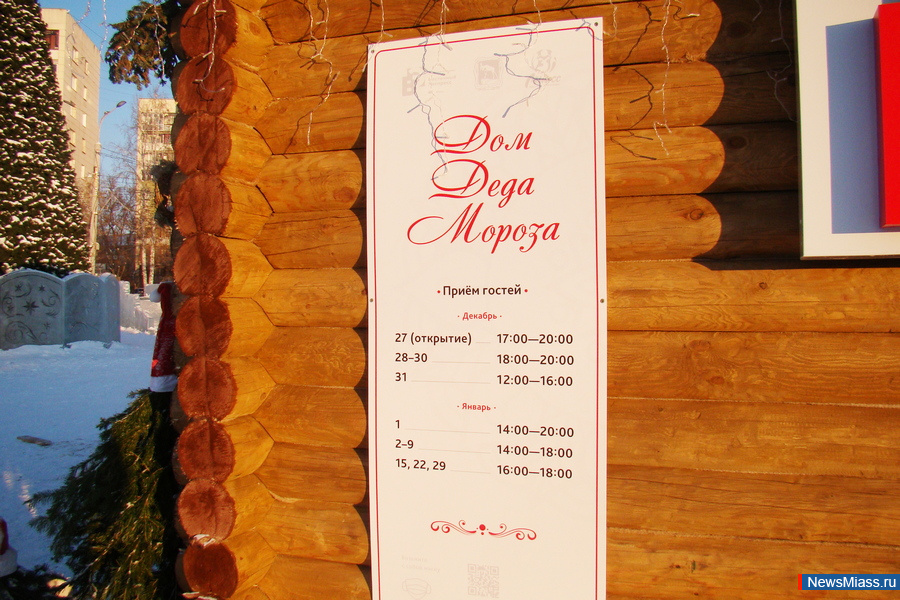 Дом
Деда
Мороза
• Приём гостей •
· Декабрь ·
27 (открытие) 17:00—20:00
28–30 18:00—20:00
31 12:00—16:00
· Январь ·
1 14:00—20:00
2–9 14:00—18:00
15, 22, 29 16:00—18:00
NewsMiass.ru